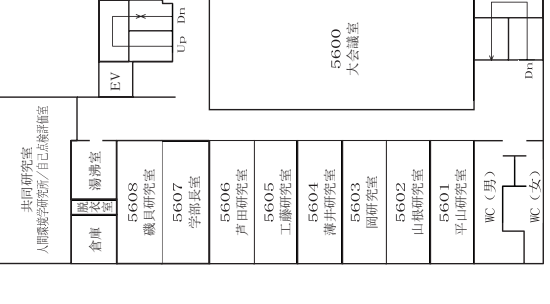 Dn
Up
EV
5600
大会議室
Dn
共同研究室
人間環境学研究所/自己点検評価室
湯沸室
脱衣室
倉庫
5608
磯貝研究室
5607
学部長室
5606
芦田研究室
5605
工藤研究室
5604
薄井研究室
5603
岡研究室
5602
山根研究室
5601
平山研究室
WC (男)
WC (女)